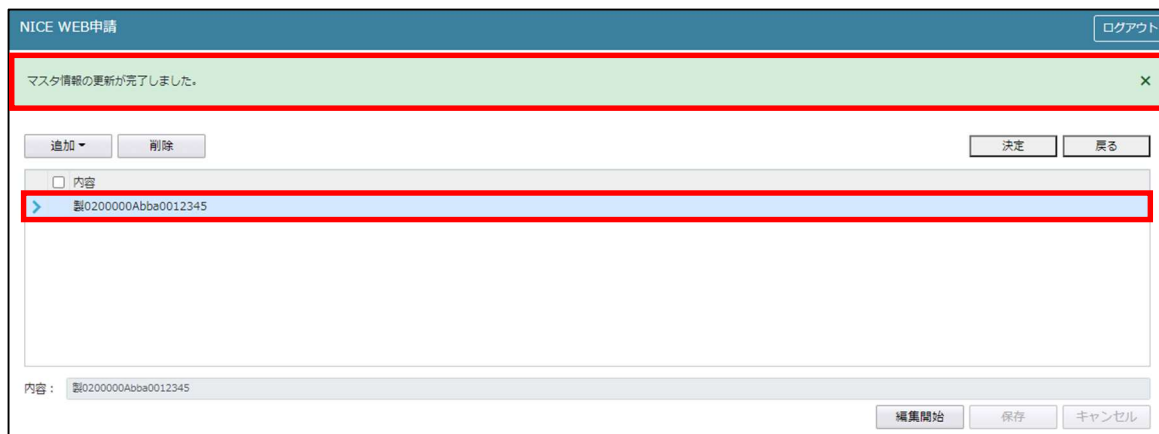 NICE WEB申請
ログアウト
マスタ情報の更新が完了しました。
追加 削除 決定 戻る
内容
製0200000Abba0012345
内容： 製0200000Abba0012345
編集開始 保存 キャンセル